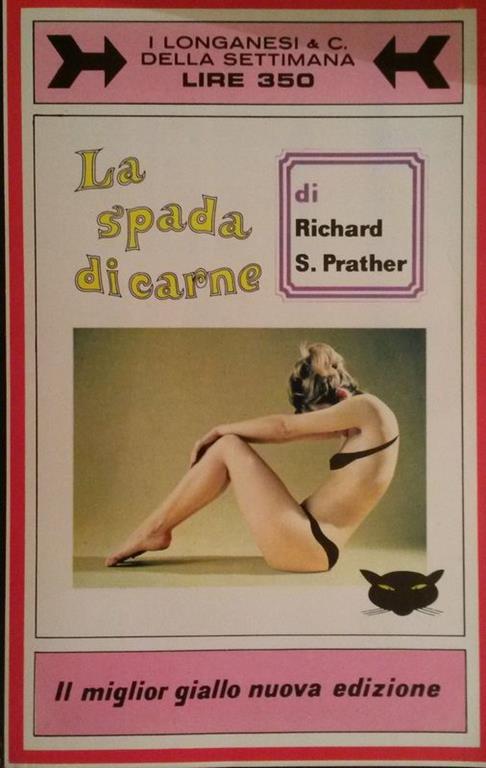 I LONGANESI & C.
DELLA SETTIMANA
LIRE 350
La
spada
di carne
di
Richard
S. Prather
Il miglior giallo nuova edizione